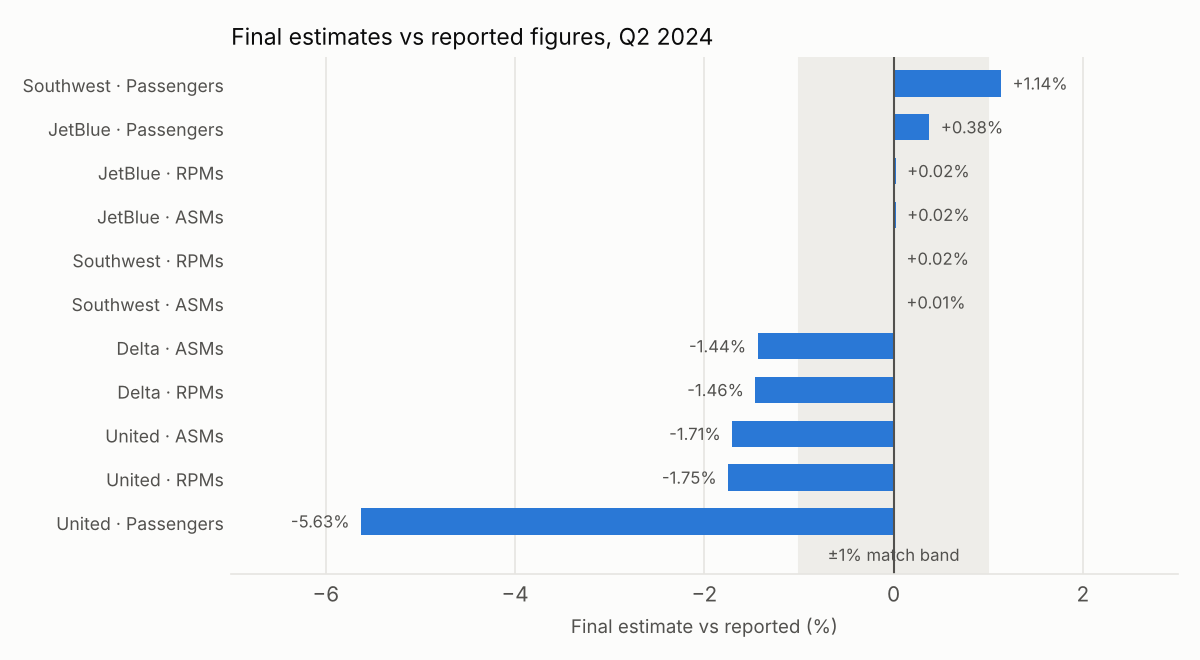 Final estimates vs reported figures, Q2 2024
Southwest · Passengers +1.14%
JetBlue · Passengers +0.38%
JetBlue · RPMs +0.02%
JetBlue · ASMs +0.02%
Southwest · RPMs +0.02%
Southwest · ASMs +0.01%
Delta · ASMs -1.44%
Delta · RPMs -1.46%
United · ASMs -1.71%
United · RPMs -1.75%
United · Passengers -5.63%
±1% match band
−6 −4 −2 0 2
Final estimate vs reported (%)